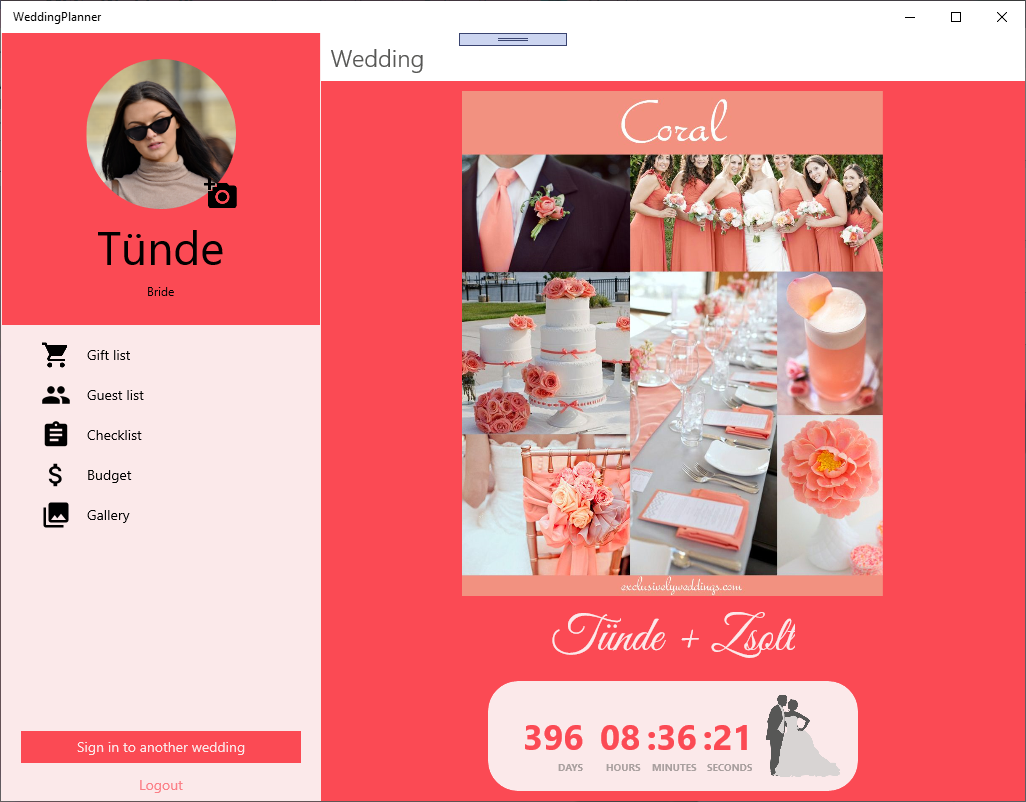 WeddingPlanner
Wedding
Tünde
Bride
Gift list
Guest list
Checklist
Budget
Gallery
Sign in to another wedding
Logout
Coral
exclusivelyweddings.com
Tünde + Zsolt
396 08 :36 :21
DAYS HOURS MINUTES SECONDS